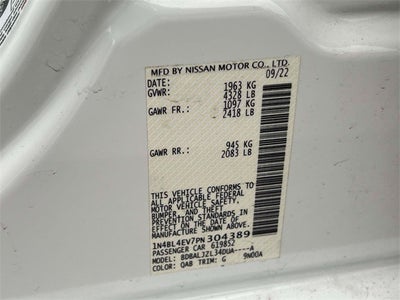 MFD BY NISSAN MOTOR CO., LTD.
DATE: 09/22
GVWR: 1963 KG
4328 LB
GAWR FR.: 1097 KG
2418 LB
GAWR RR.: 945 KG
2083 LB
THIS VEHICLE CONFORMS TO ALL
APPLICABLE FEDERAL MOTOR
VEHICLE SAFETY,
BUMPER, AND THEFT PREVENTION
STANDARDS IN EFFECT ON THE DATE
OF MANUFACTURE SHOWN ABOVE.
1N4BL4EV7PN304389
PASSENGER CAR 619852
MODEL: BDBALJZL34DUA----A
COLOR: QAB TRIM: G 9N00A